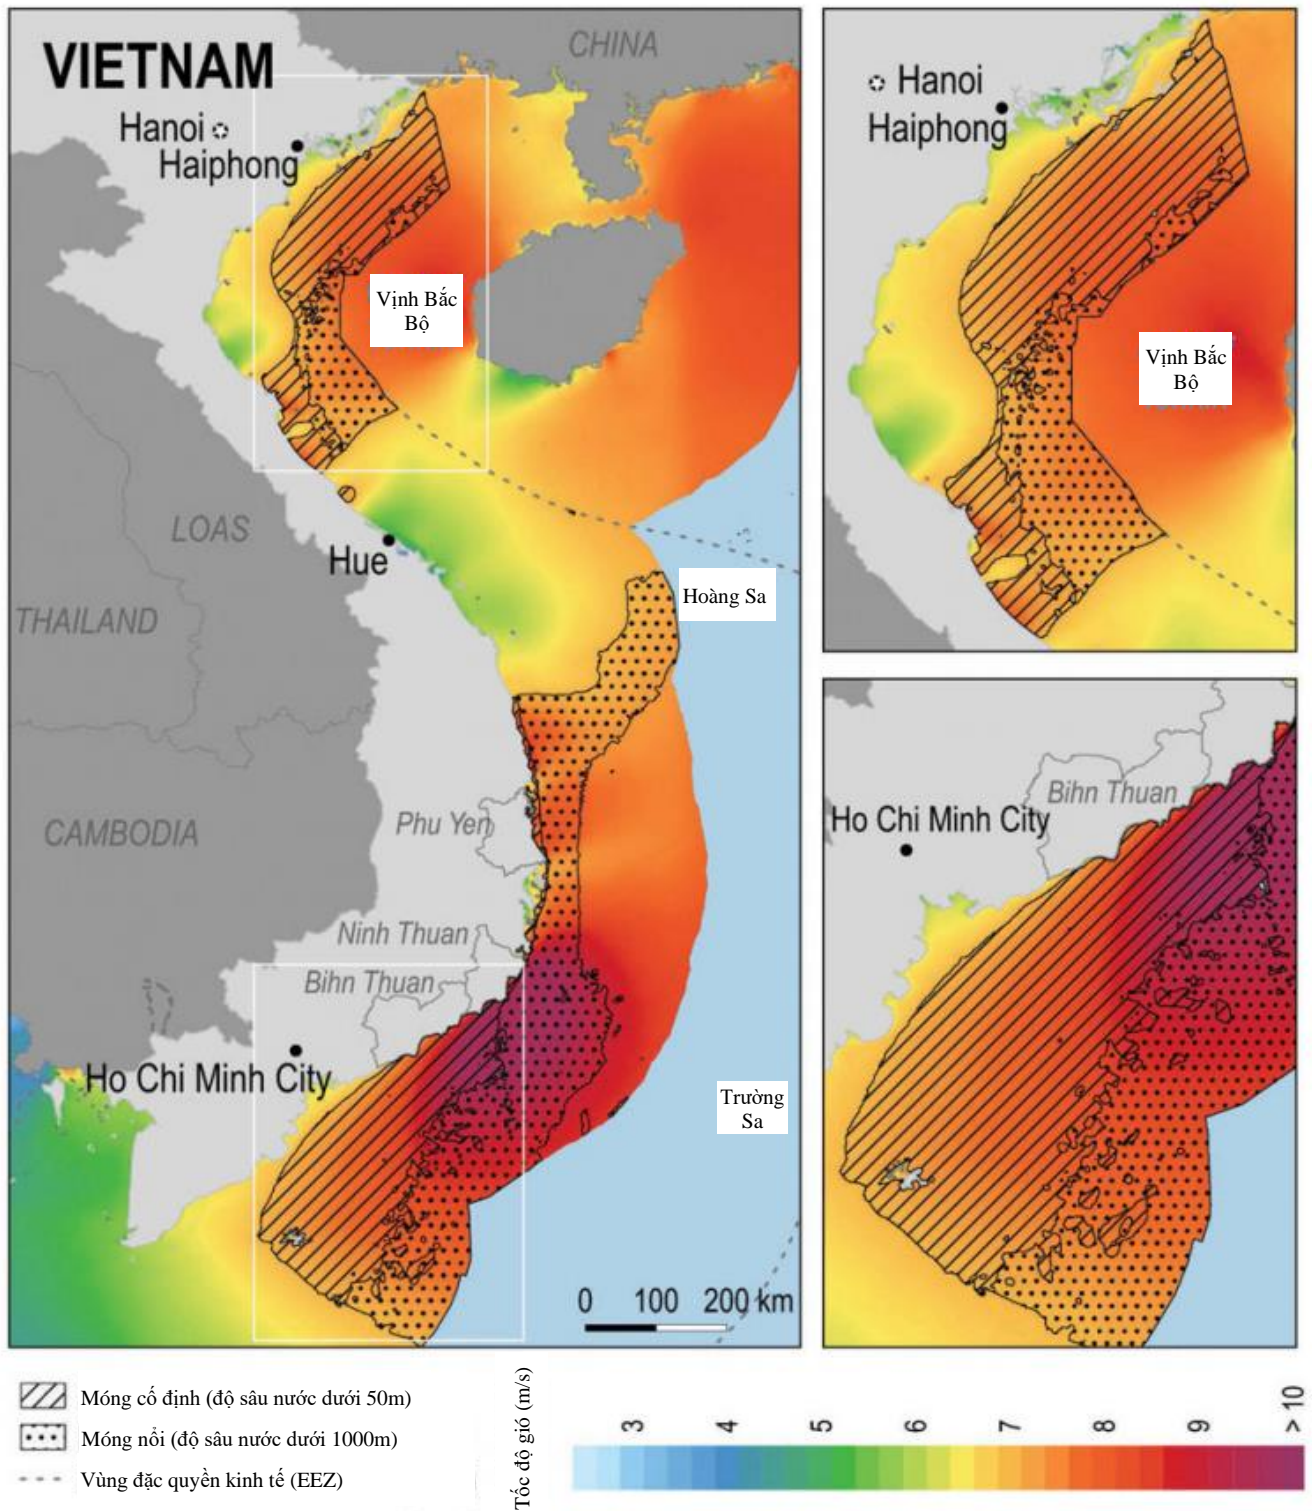 VIETNAM
CHINA
Hanoi
Haiphong
Vịnh Bắc
Bộ
LOAS
Hue
THAILAND
Hoàng Sa
CAMBODIA
Phu Yen
Ninh Thuan
Bihn Thuan
Ho Chi Minh City
Trường
Sa
0 100 200 km
Hanoi
Haiphong
Vịnh Bắc
Bộ
Bihn Thuan
Ho Chi Minh City
Móng cố định (độ sâu nước dưới 50m)
Móng nổi (độ sâu nước dưới 1000m)
Vùng đặc quyền kinh tế (EEZ)
Tốc độ gió (m/s)
3 4 5 6 7 8 9 > 10